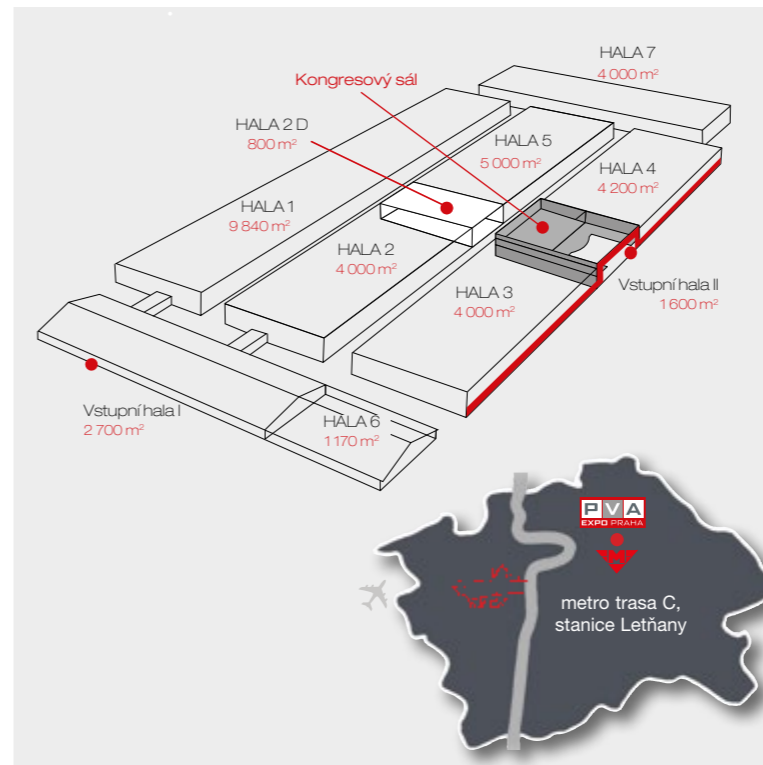 HALA 7
4 000 m²
Kongresový sál
HALA 2 D
800 m²
HALA 5
5 000 m²
HALA 4
4 200 m²
HALA 1
9 840 m²
HALA 2
4 000 m²
HALA 3
4 000 m²
Vstupní hala II
1 600 m²
Vstupní hala I
2 700 m²
HALA 6
1 170 m²
PVA
EXPO PRAHA
metro trasa C,
stanice Letňany